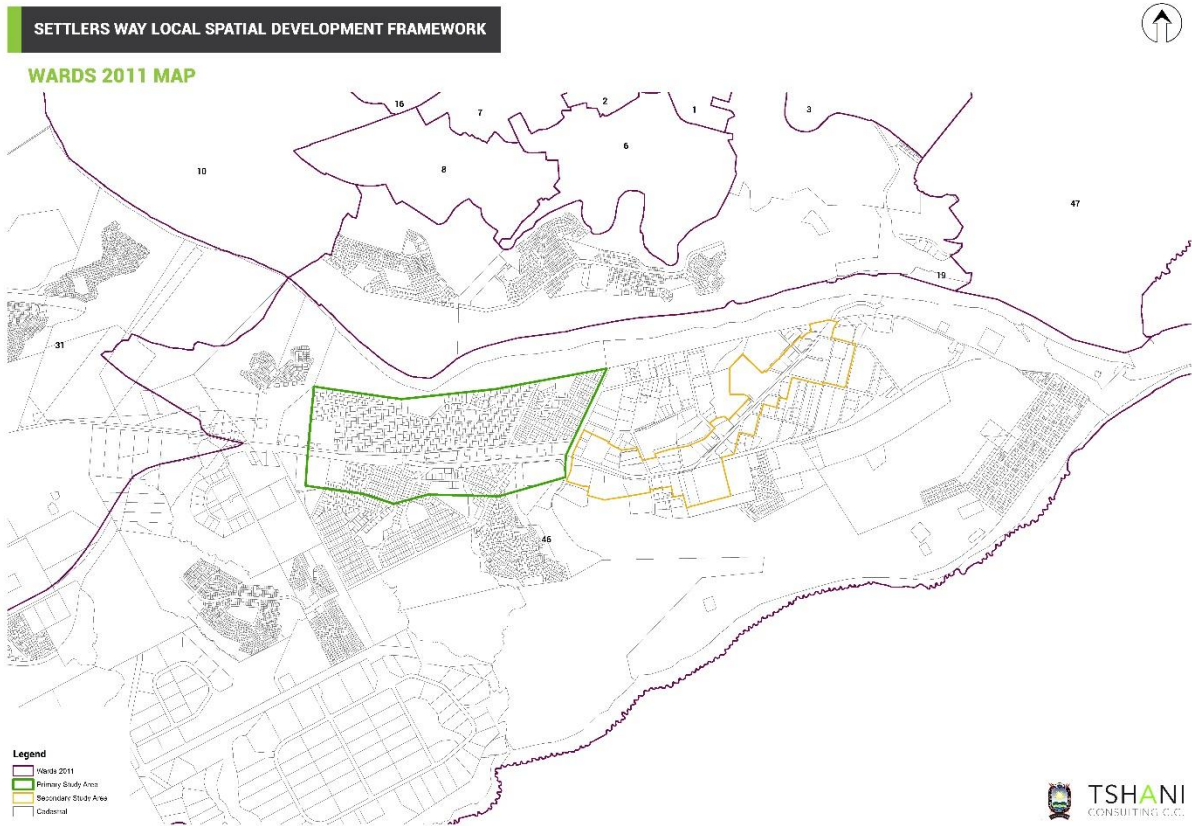 SETTLERS WAY LOCAL SPATIAL DEVELOPMENT FRAMEWORK
WARDS 2011 MAP
16
7
2
1
3
10
8
6
47
19
31
46
Legend
Wards 2011
Primary Study Area
Secondary Study Area
Cadastral
TSHANI
CONSULTING C.C.